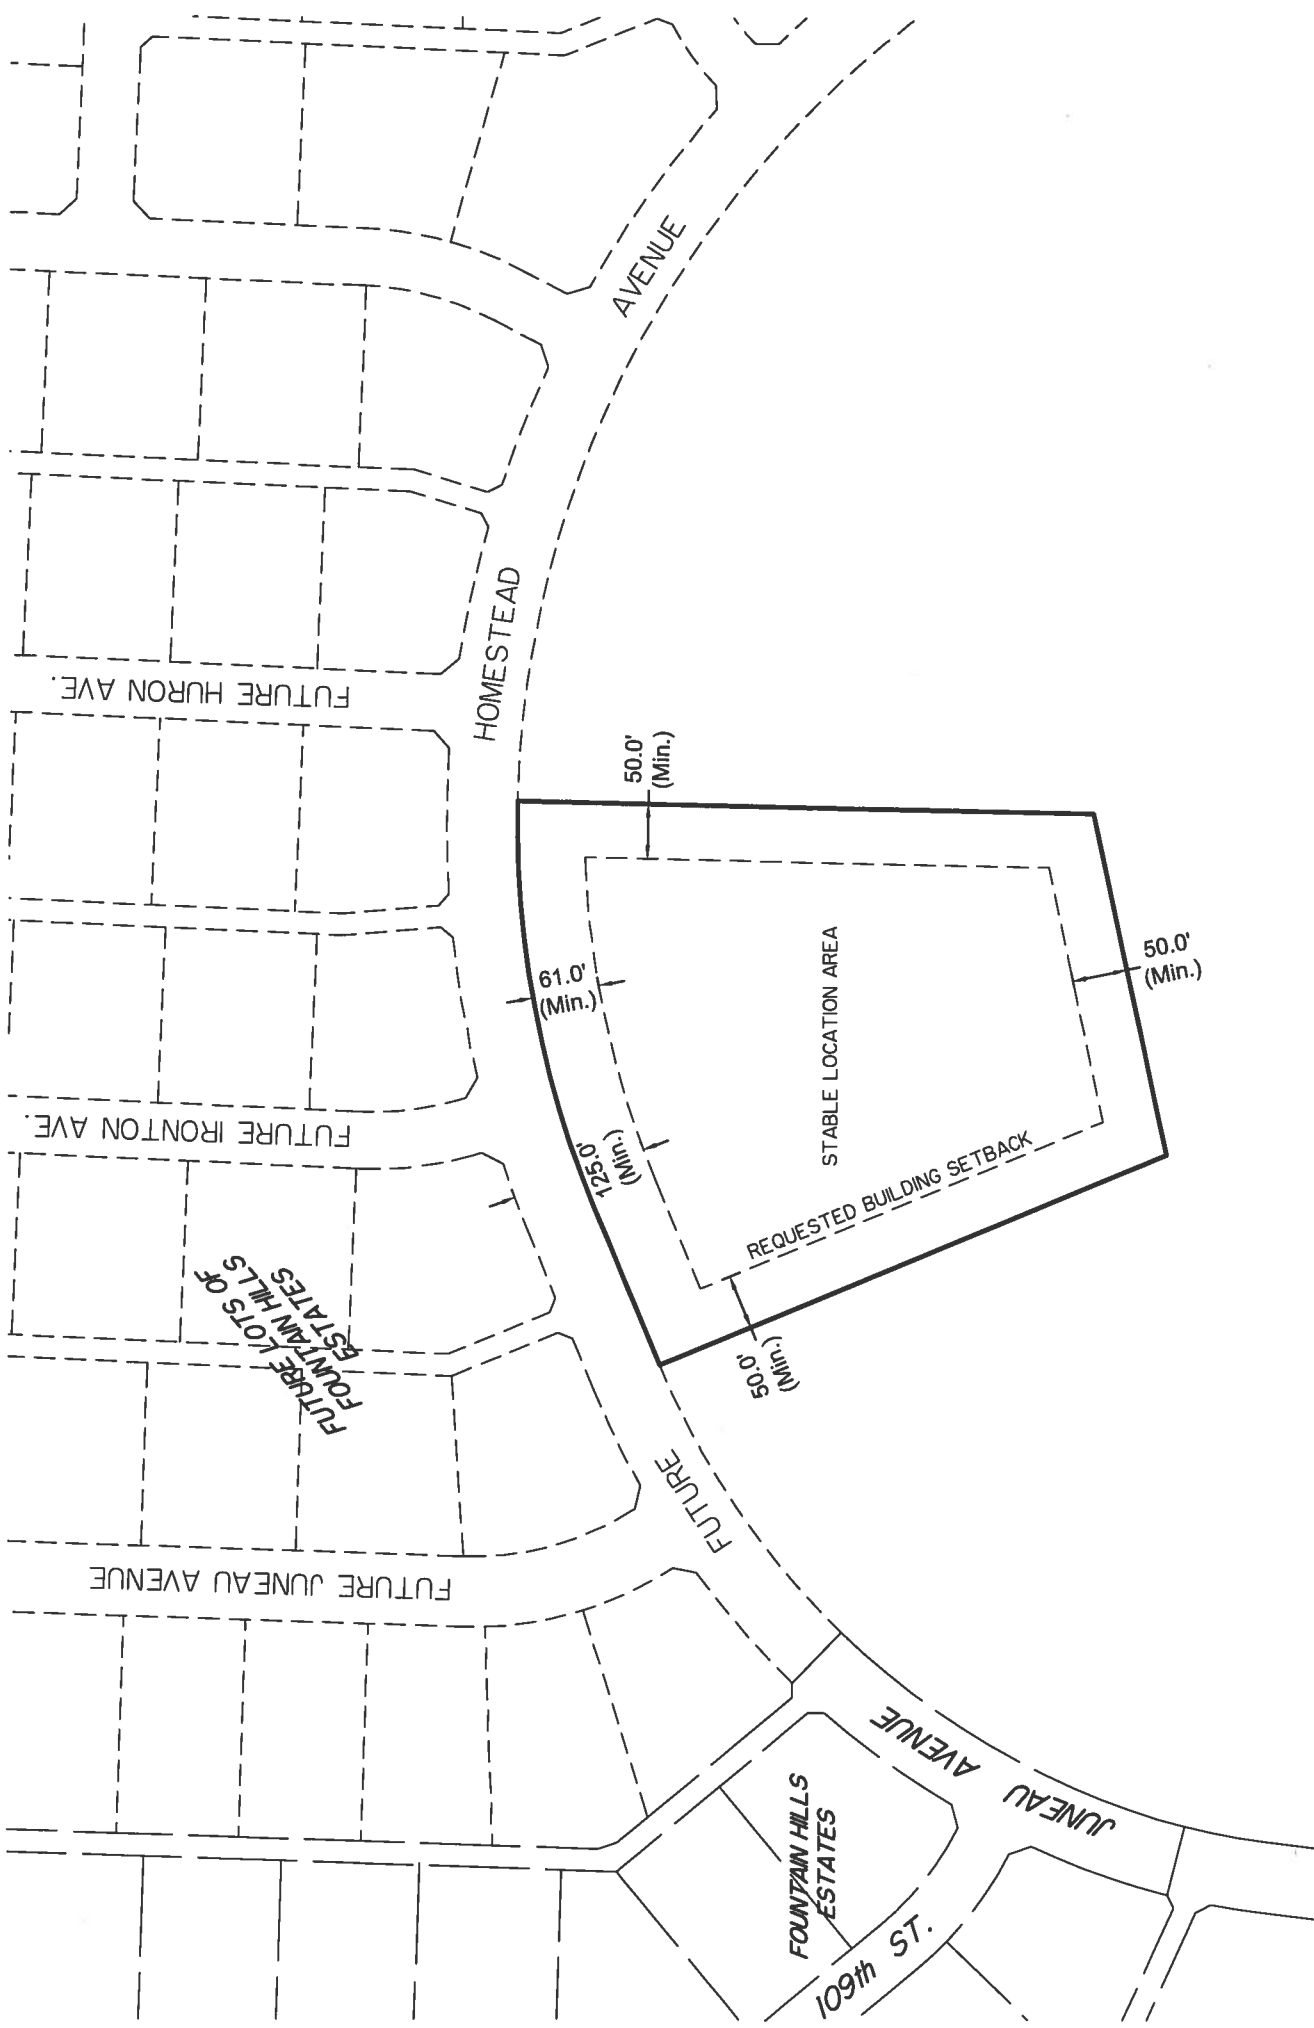 AVENUE
HOMESTEAD
FUTURE HURON AVE.
50.0'
(Min.)
61.0'
(Min.)
STABLE LOCATION AREA
50.0'
(Min.)
FUTURE IRONTON AVE.
125.0'
(Min.)
REQUESTED BUILDING SETBACK
FUTURE LOTS OF
FOUNTAIN HILLS
ESTATES
50.0'
(Min.)
FUTURE
FUTURE JUNEAU AVENUE
JUNEAU AVENUE
FOUNTAIN HILLS
ESTATES
109th ST.